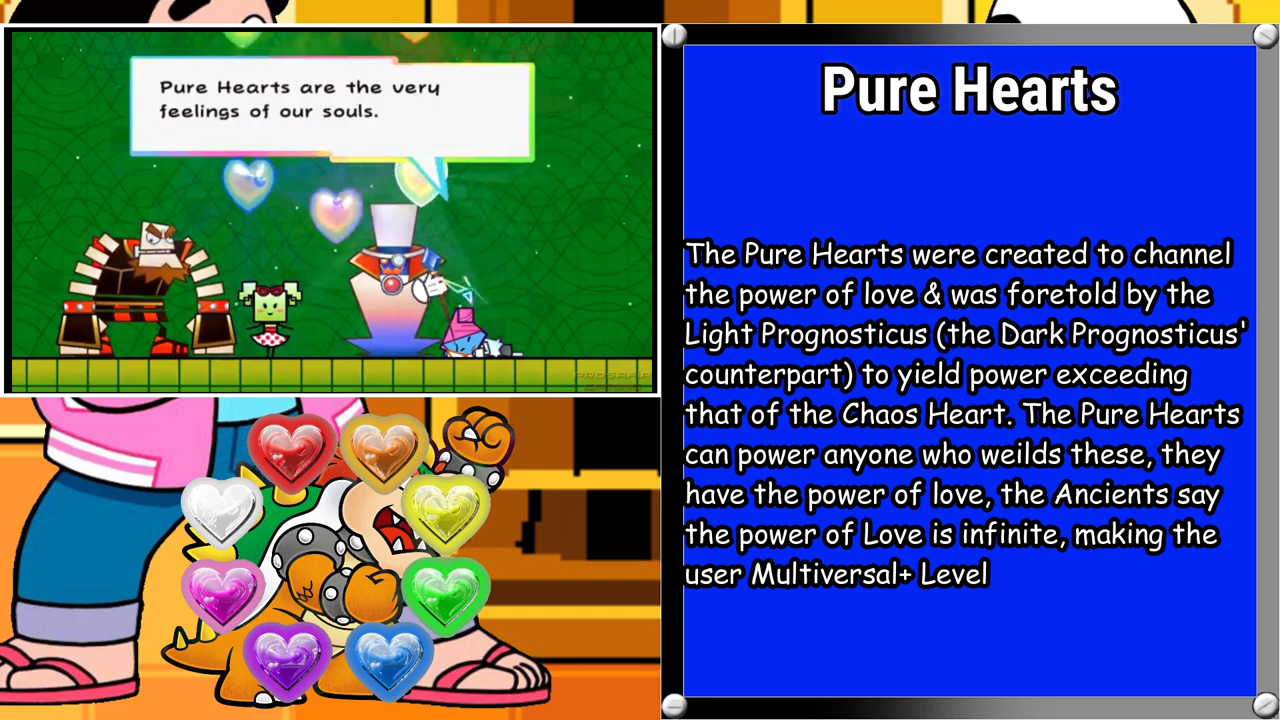 Pure Hearts are the very
feelings of our souls.
Pure Hearts
The Pure Hearts were created to channel
the power of love & was foretold by the
Light Prognosticus (the Dark Prognosticus'
counterpart) to yield power exceeding
that of the Chaos Heart. The Pure Hearts
can power anyone who weilds these, they
have the power of love, the Ancients say
the power of Love is infinite, making the
user Multiversal+ Level